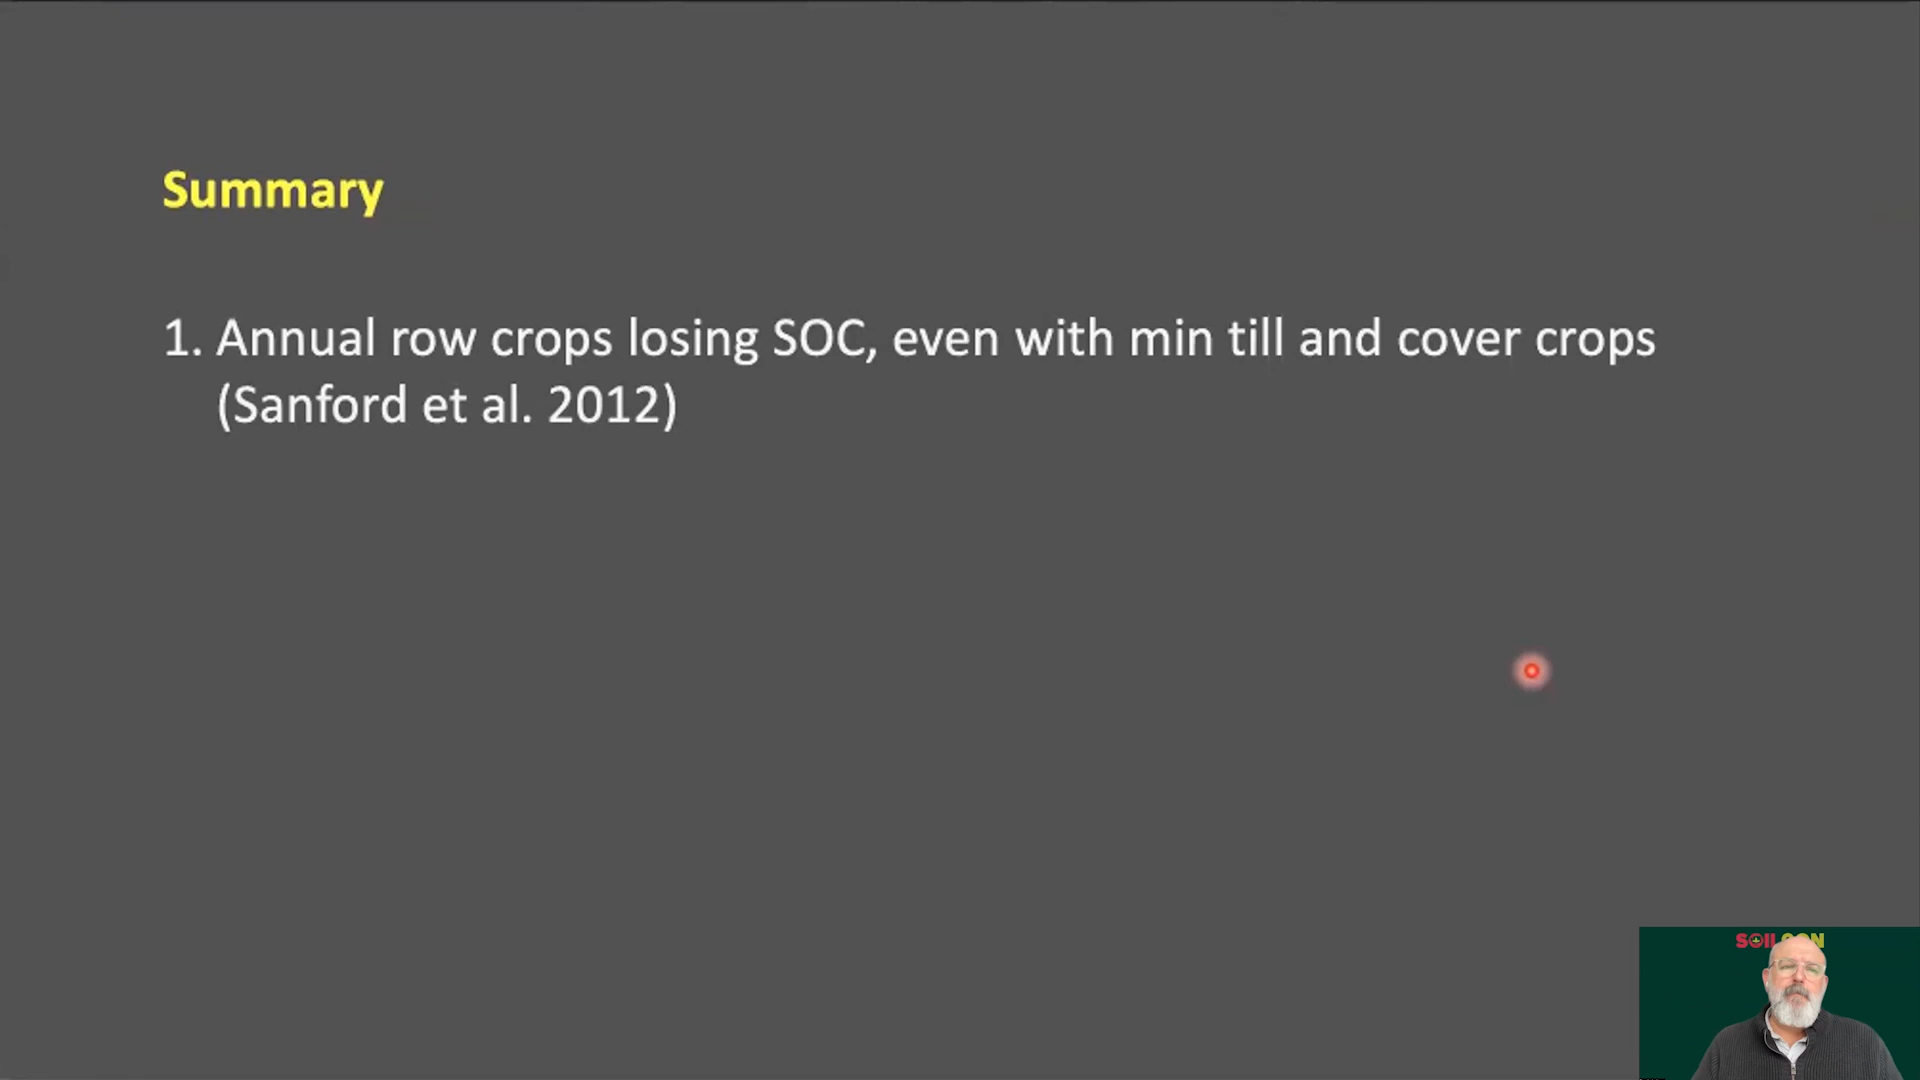 Summary
1. Annual row crops losing SOC, even with min till and cover crops
(Sanford et al. 2012)